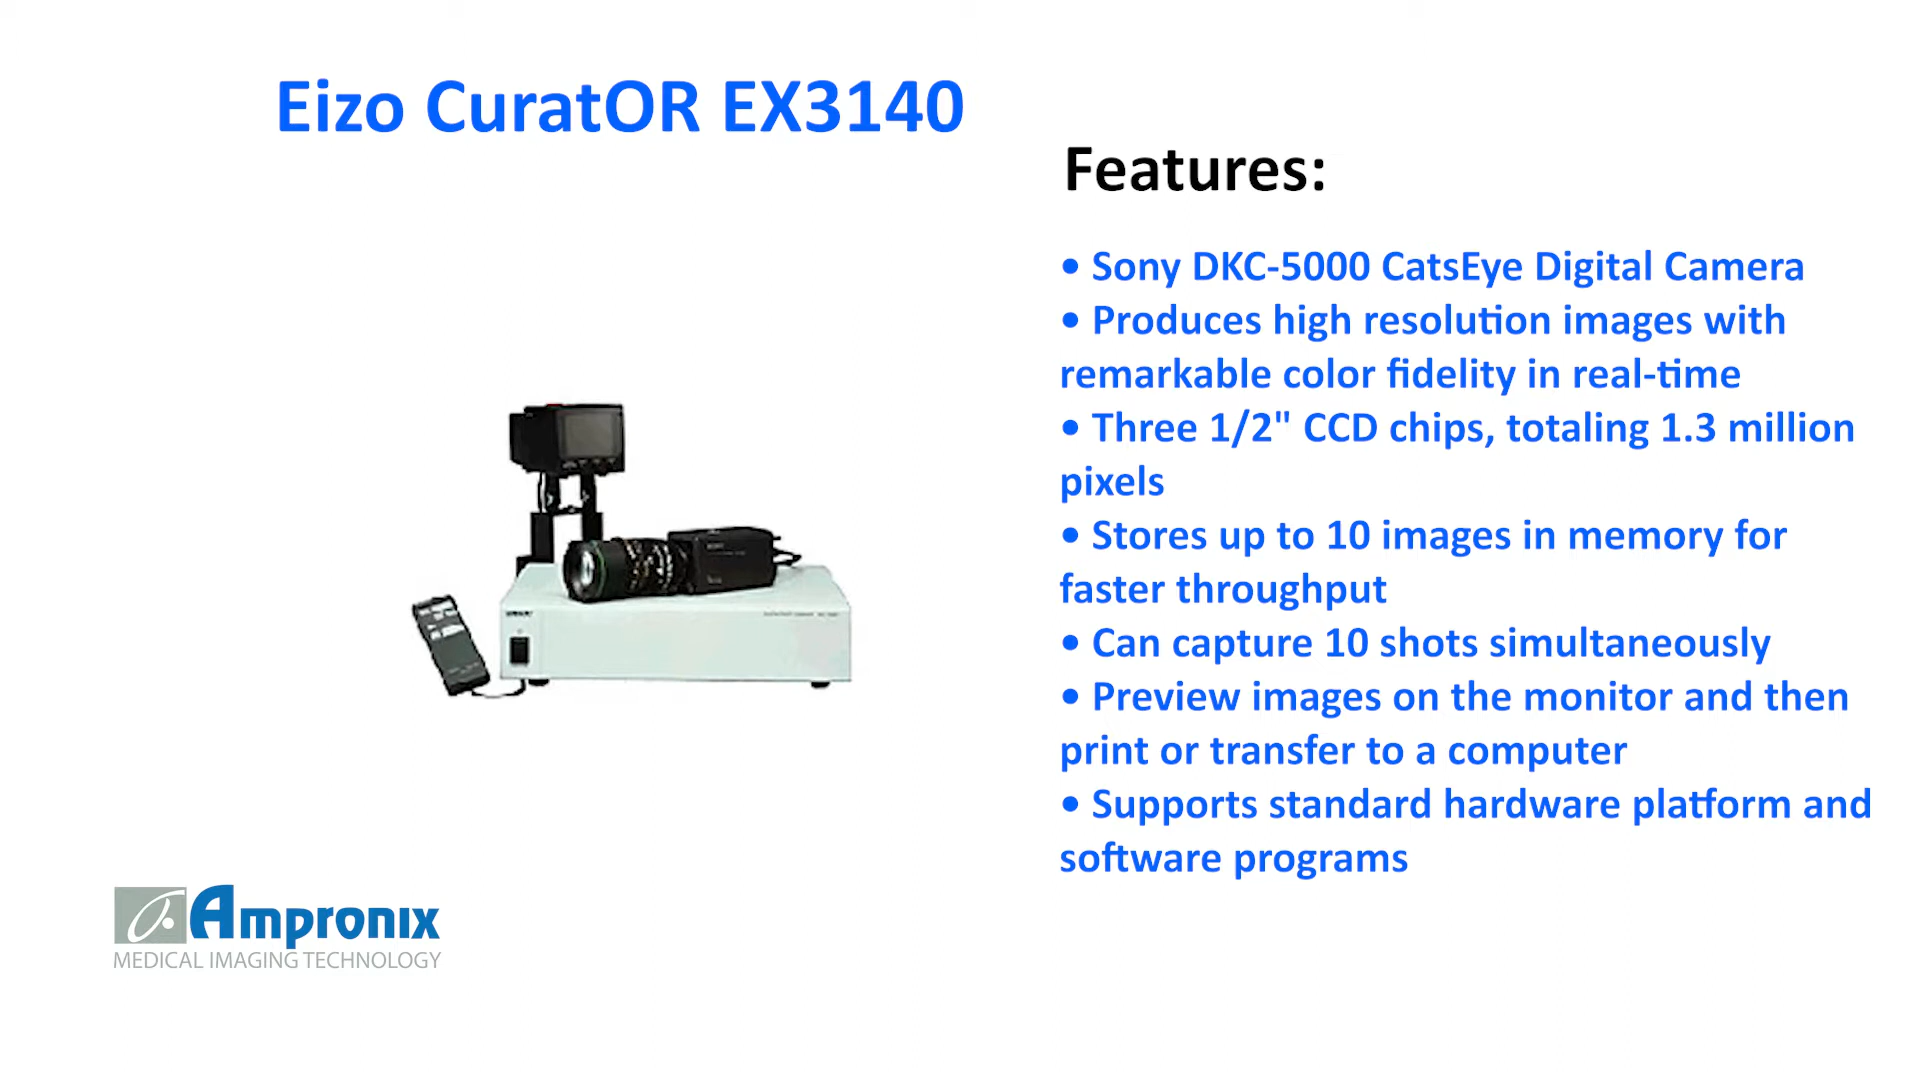 Eizo CuratOR EX3140
Features:
• Sony DKC-5000 CatsEye Digital Camera
• Produces high resolution images with
remarkable color fidelity in real-time
• Three 1/2" CCD chips, totaling 1.3 million
pixels
• Stores up to 10 images in memory for
faster throughput
• Can capture 10 shots simultaneously
• Preview images on the monitor and then
print or transfer to a computer
• Supports standard hardware platform and
software programs
Ampronix
MEDICAL IMAGING TECHNOLOGY